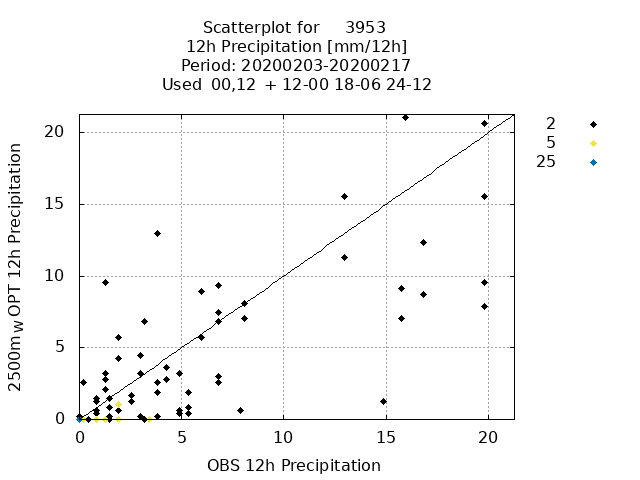 Scatterplot for 3953
12h Precipitation [mm/12h]
Period: 20200203-20200217
Used 00,12 + 12-00 18-06 24-12
2
5
25
20
15
10
5
0
2500m w OPT 12h Precipitation
0 5 10 15 20
OBS 12h Precipitation